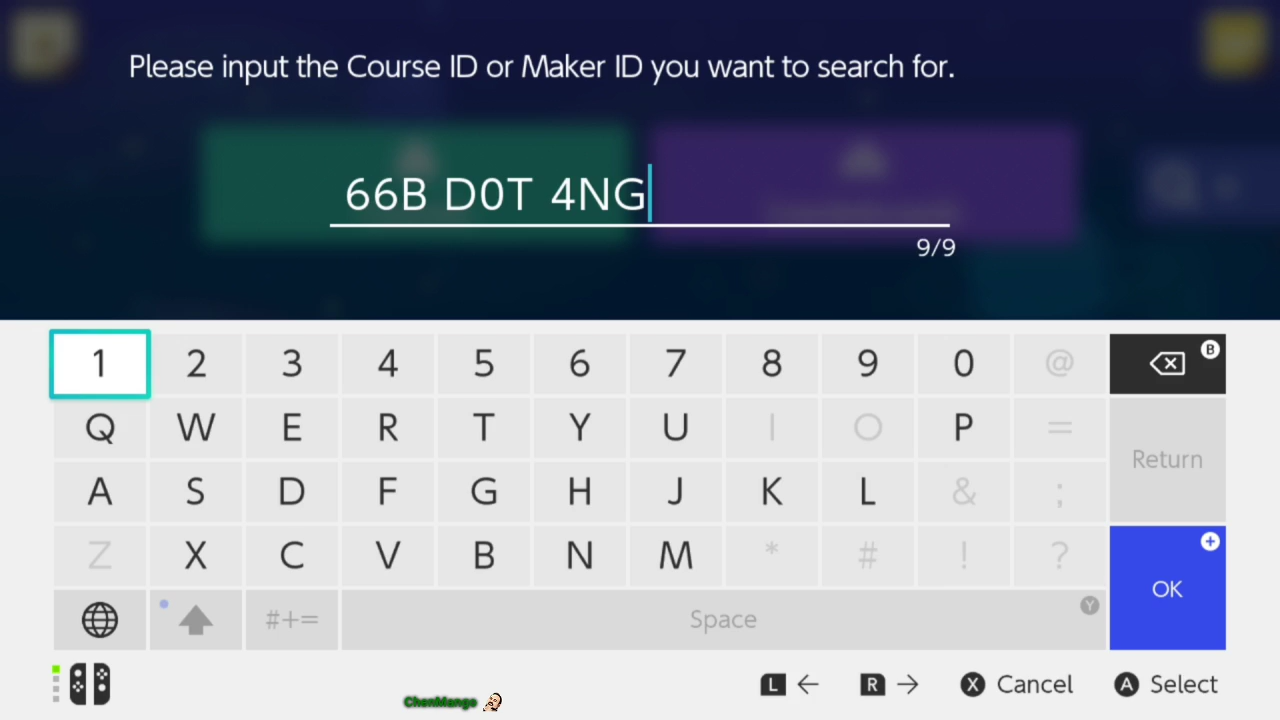 Please input the Course ID or Maker ID you want to search for.
66B D0T 4NG
9/9
1 2 3 4 5 6 7 8 9 0 @ B
Q W E R T Y U I O P = Return
A S D F G H J K L & ;
Z X C V B N M * # ! ? + OK
#+= Space Y
L ← R → X Cancel A Select
ChenMango